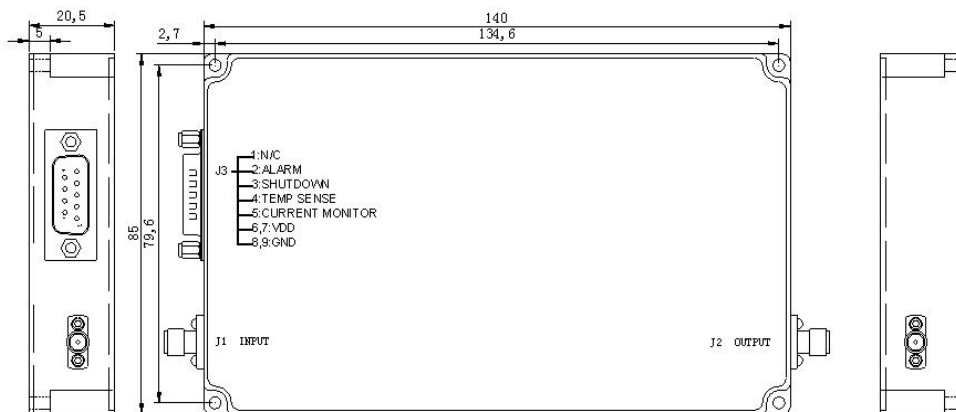 20,5
5
140
134,6
2,7
85
79,6
J3
1:N/C
2:ALARM
3:SHUTDOWN
4:TEMP SENSE
5:CURRENT MONITOR
6,7:VDD
8,9:GND
J1 INPUT
J2 OUTPUT